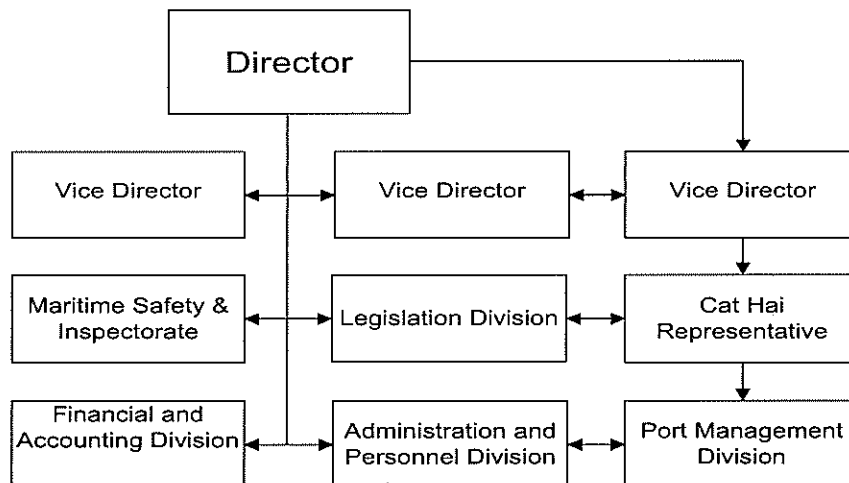 Director
Vice Director
Vice Director
Vice Director
Maritime Safety &
Inspectorate
Legislation Division
Cat Hai
Representative
Financial and
Accounting Division
Administration and
Personnel Division
Port Management
Division